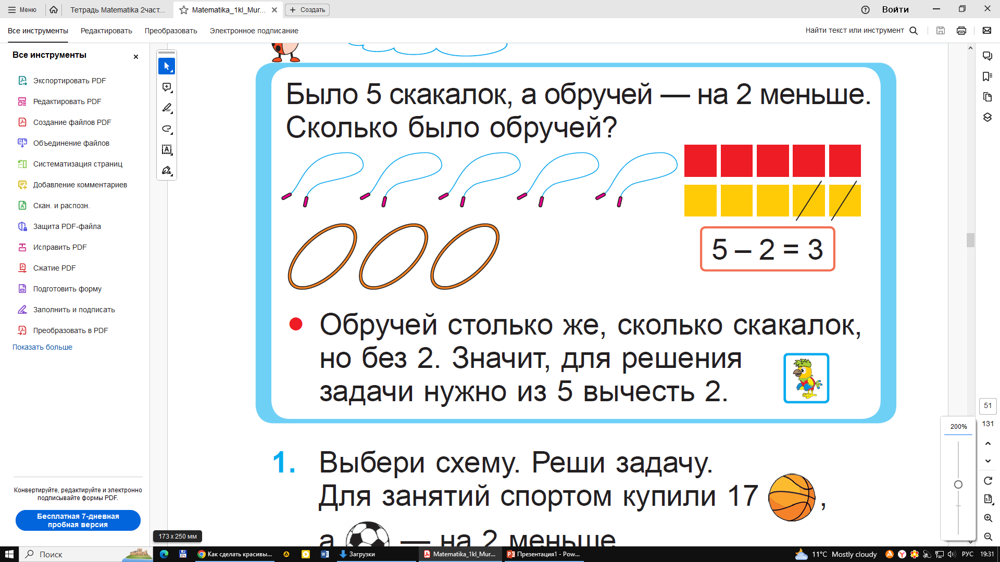 Меню
Тетрадь Matematika 2част...
Matematika_1kl_Mur...
Создать
Войти
Все инструменты
Редактировать
Преобразовать
Электронное подписание
Найти текст или инструмент
Все инструменты
Экспортировать PDF
Редактировать PDF
Создание файлов PDF
Объединение файлов
Систематизация страниц
Добавление комментариев
Скан. и распозн.
Защита PDF-файла
Исправить PDF
Сжатие PDF
Подготовить форму
Заполнить и подписать
Преобразовать в PDF
Показать больше
Конвертируйте, редактируйте и электронно
подписывайте формы PDF.
Бесплатная 7-дневная
пробная версия
Было 5 скакалок, а обручей — на 2 меньше.
Сколько было обручей?
5 – 2 = 3
• Обручей столько же, сколько скакалок,
но без 2. Значит, для решения
задачи нужно из 5 вычесть 2.
1. Выбери схему. Реши задачу.
Для занятий спортом купили 17 ,
а — на 2 меньше
173 x 250 мм
51
131
200%
Поиск
Как сделать красивы...
Загрузки
Matematika_1kl_Mur...
Презентация1 - Pow...
11°C Mostly cloudy
РУС
19:31